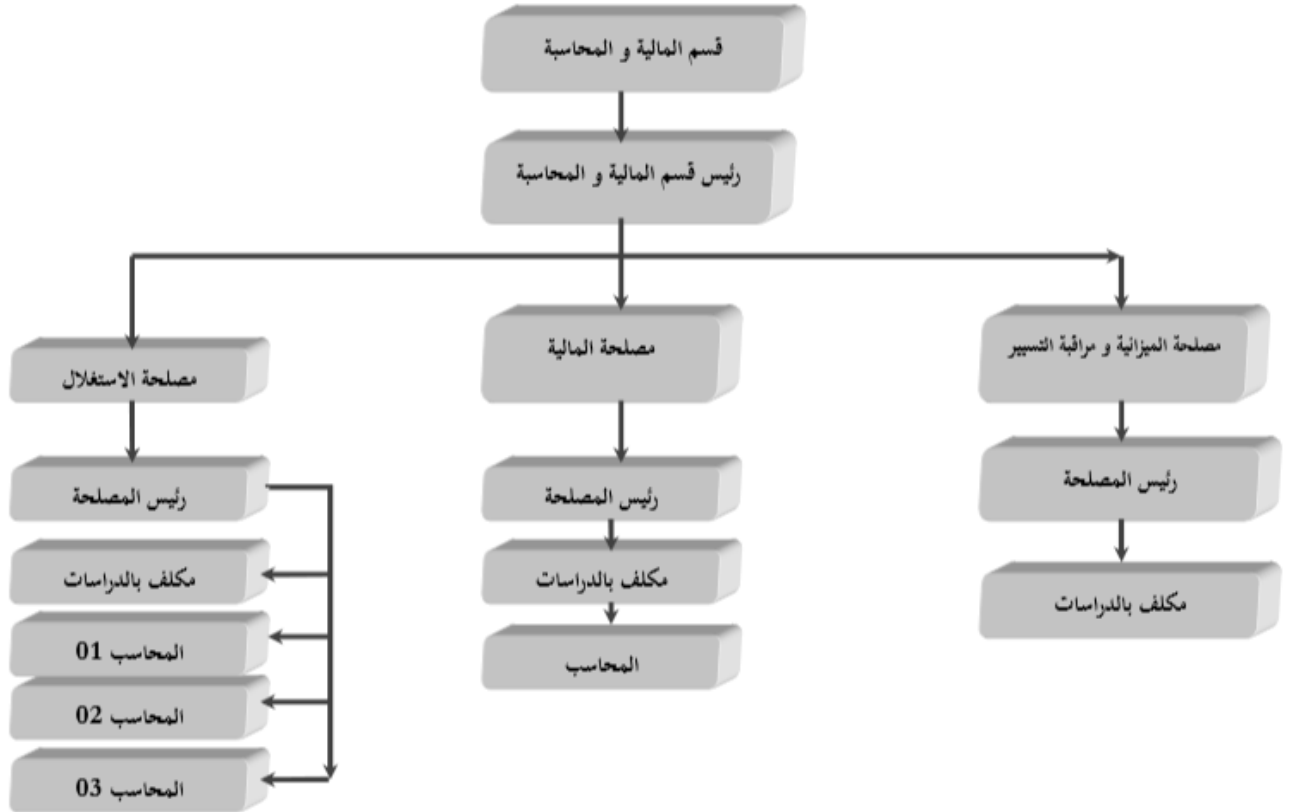 قسم المالية و المحاسبة
رئيس قسم المالية و المحاسبة
مصلحة الميزانية و مراقبة التسيير
رئيس المصلحة
مكلف بالدراسات
مصلحة المالية
رئيس المصلحة
مكلف بالدراسات
المحاسب
مصلحة الاستغلال
رئيس المصلحة
مكلف بالدراسات
المحاسب 01
المحاسب 02
المحاسب 03